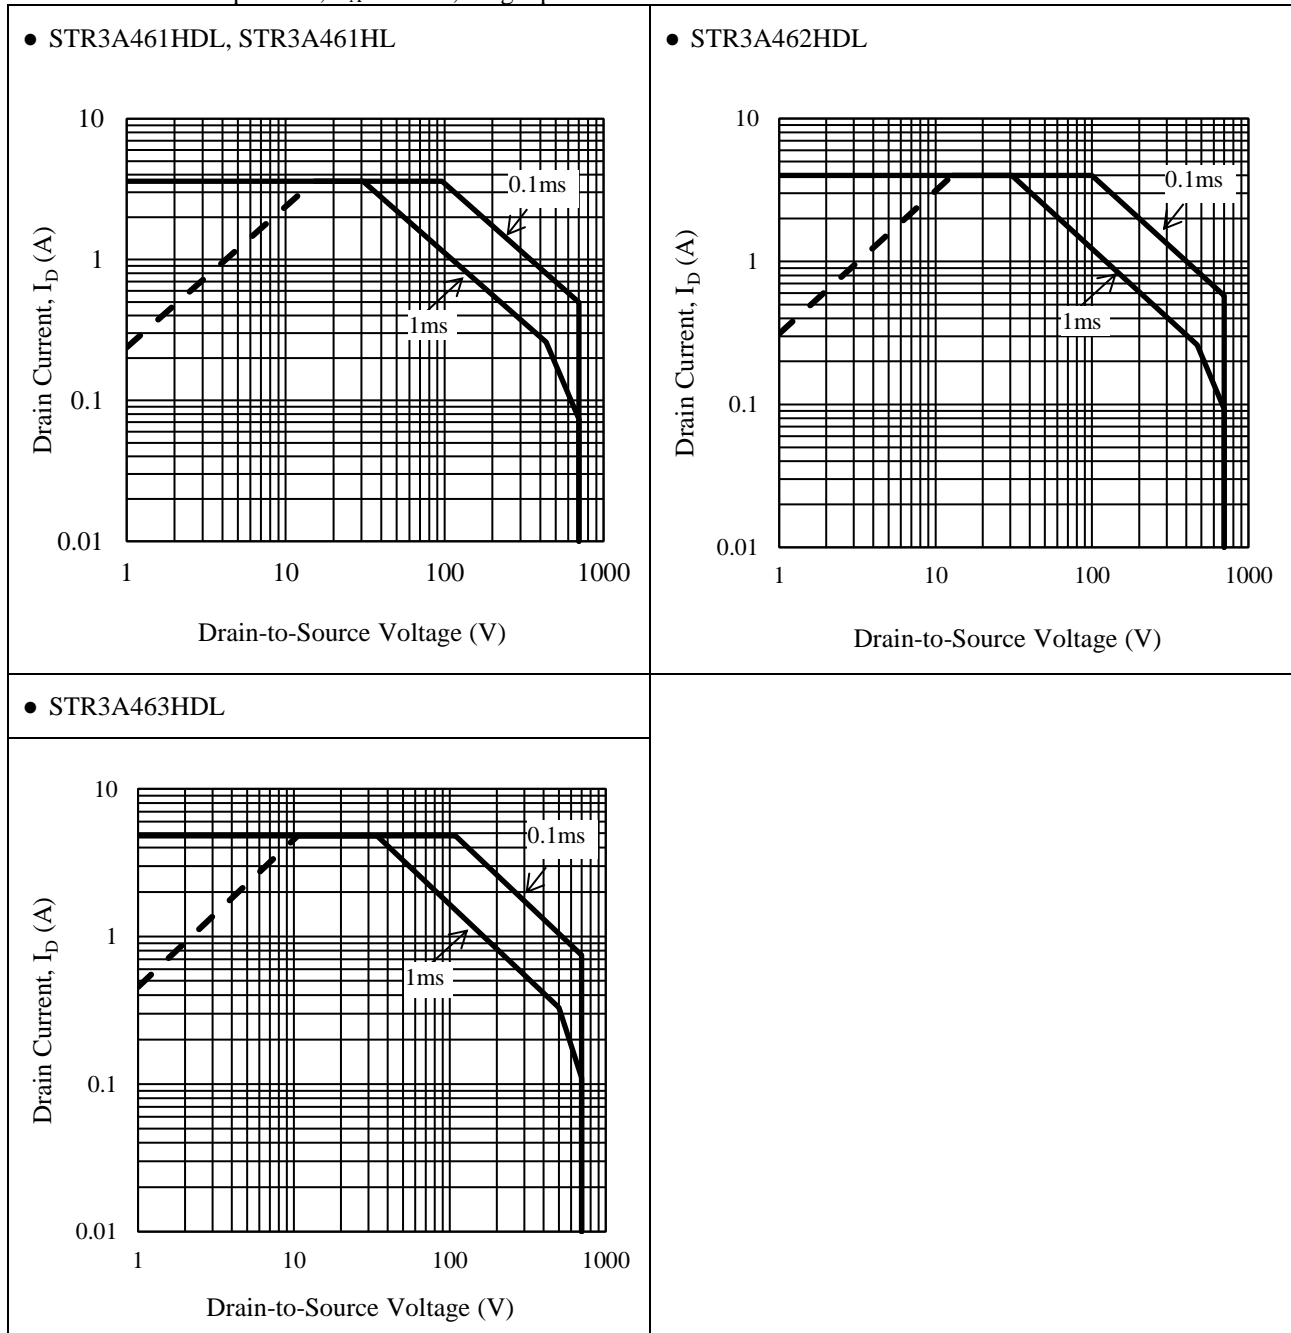 ● STR3A461HDL, STR3A461HL
10
1
0.1
0.01
Drain Current, I_D (A)
0.1ms
1ms
1
10
100
1000
Drain-to-Source Voltage (V)
● STR3A462HDL
10
1
0.1
0.01
Drain Current, I_D (A)
0.1ms
1ms
1
10
100
1000
Drain-to-Source Voltage (V)
● STR3A463HDL
10
1
0.1
0.01
Drain Current, I_D (A)
0.1ms
1ms
1
10
100
1000
Drain-to-Source Voltage (V)